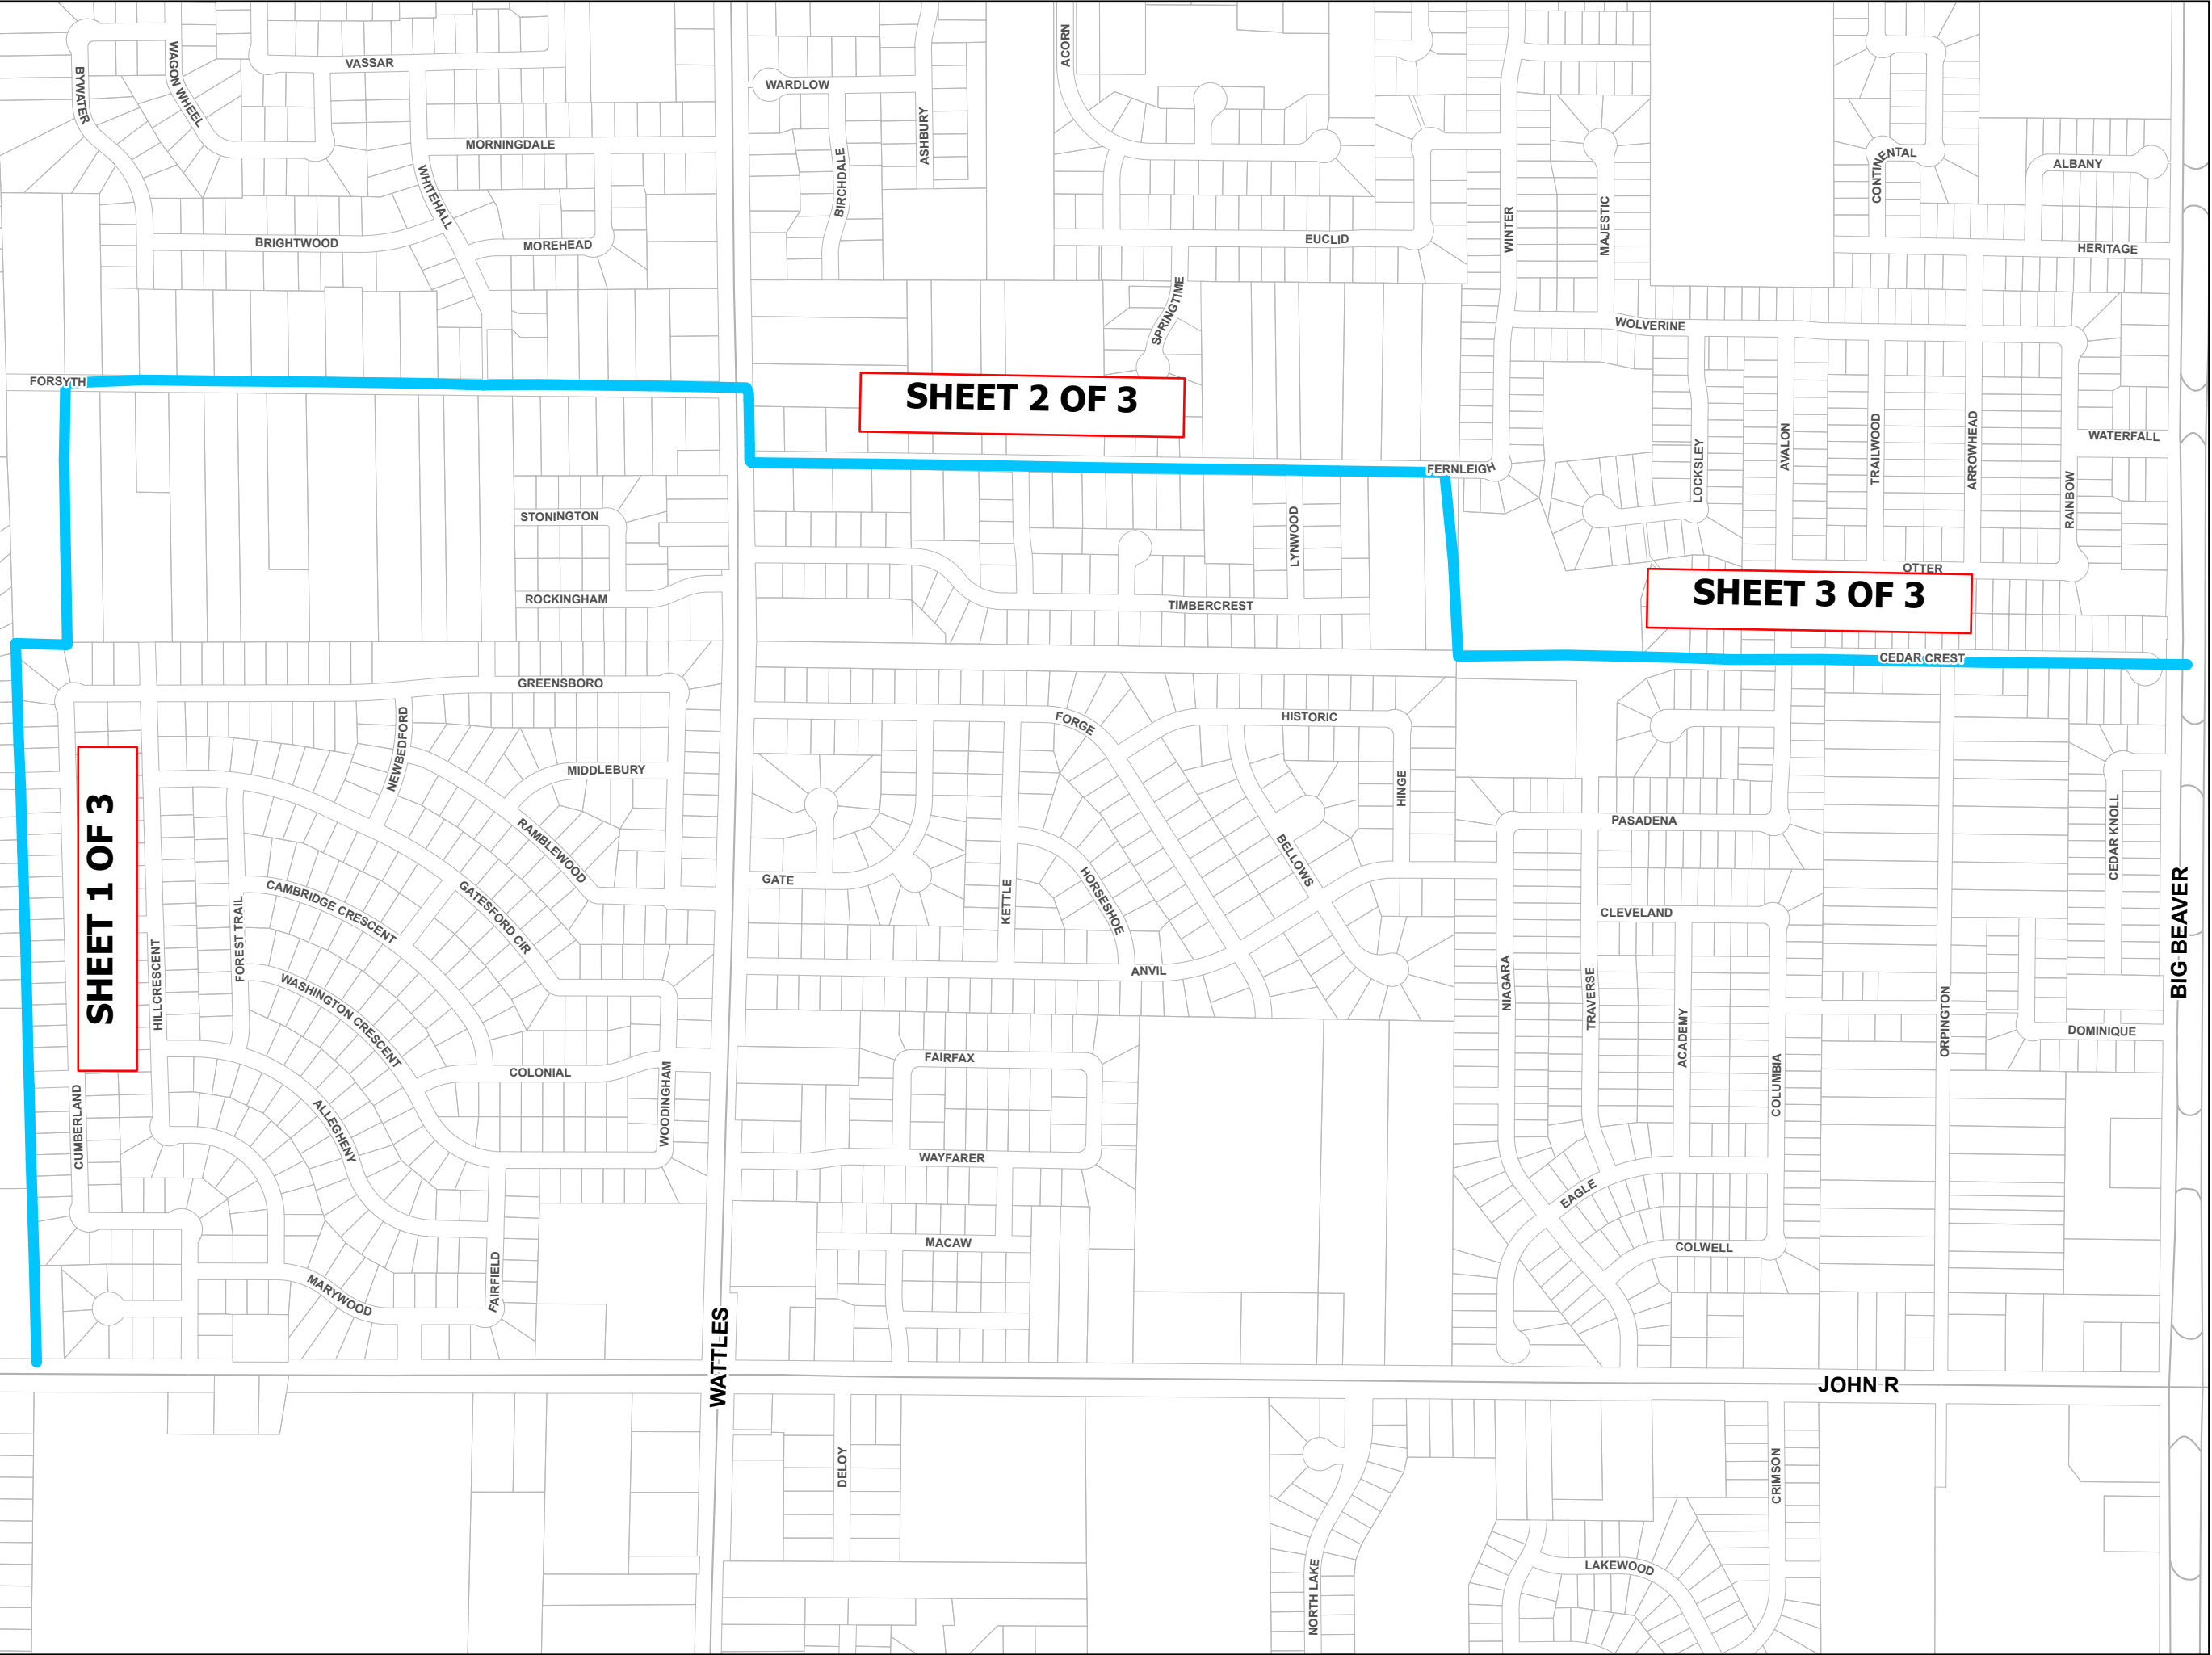 BYWATER
WAGON WHEEL
VASSAR
WARDLOW
ACORN
ASHBURY
BIRCHDALE
MORNINGDALE
WHITEHALL
BRIGHTWOOD
MOREHEAD
EUCLID
WINTER
MAJESTIC
CONTINENTAL
ALBANY
HERITAGE
SPRINGTIME
WOLVERINE
FORSYTH
SHEET 2 OF 3
FERNLEIGH
LOCKSLEY
AVALON
TRAILWOOD
ARROWHEAD
WATERFALL
RAINBOW
STONINGTON
LYNWOOD
OTTER
ROCKINGHAM
TIMBERCREST
SHEET 3 OF 3
CEDAR CREST
GREENSBORO
NEWBEDFORD
MIDDLEBURY
FORGE
HISTORIC
HINGE
SHEET 1 OF 3
RAMBLEWOOD
PASADENA
CEDAR KNOLL
BELLOWS
GATE
KETTLE
HORSESHOE
CAMBRIDGE CRESCENT
GATESFORD CIR
FOREST TRAIL
HILLCRESCENT
CLEVELAND
BIG BEAVER
WASHINGTON CRESCENT
ANVIL
NIAGARA
TRAVERSE
ACADEMY
COLUMBIA
ORPINGTON
DOMINIQUE
FAIRFAX
COLONIAL
WOODINGHAM
CUMBERLAND
ALLEGHENY
WAYFARER
EAGLE
MACAW
COLWELL
MARYWOOD
FAIRFIELD
WATTLES
JOHN R
DELOY
CRIMSON
NORTH LAKE
LAKEWOOD